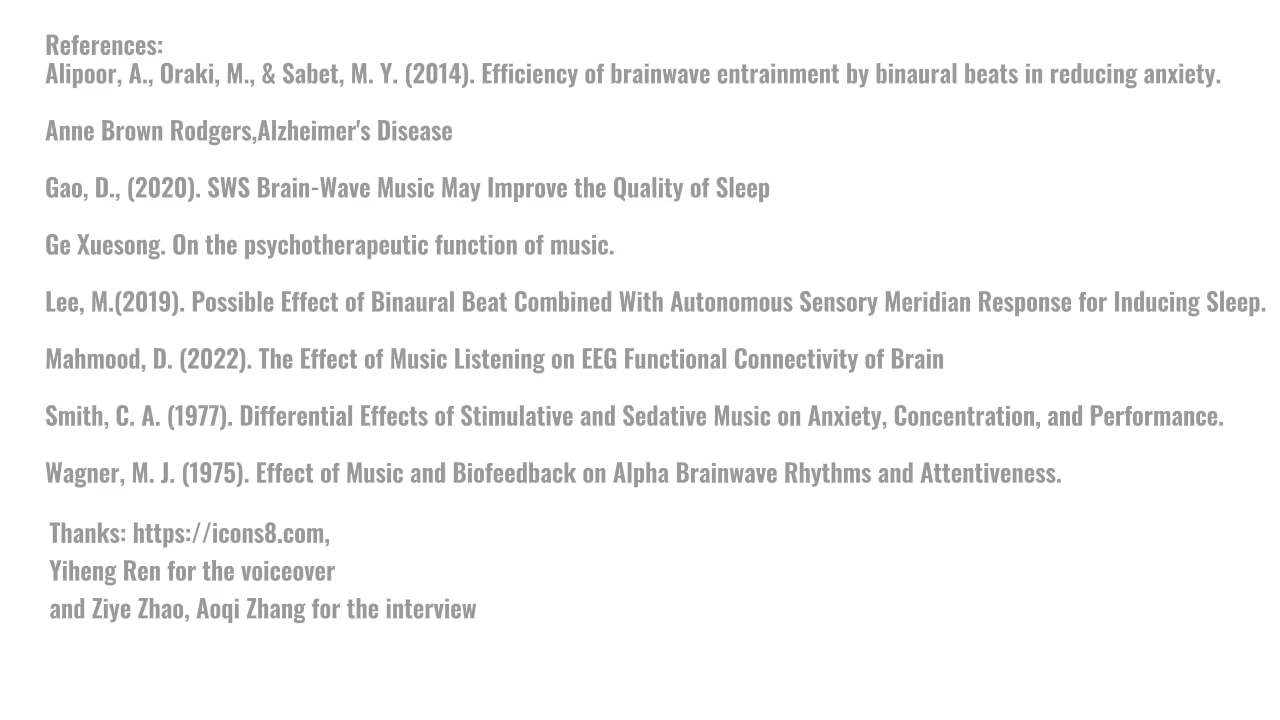 References:
Alipoor, A., Oraki, M., & Sabet, M. Y. (2014). Efficiency of brainwave entrainment by binaural beats in reducing anxiety.
Anne Brown Rodgers,Alzheimer's Disease
Gao, D., (2020). SWS Brain-Wave Music May Improve the Quality of Sleep
Ge Xuesong. On the psychotherapeutic function of music.
Lee, M.(2019). Possible Effect of Binaural Beat Combined With Autonomous Sensory Meridian Response for Inducing Sleep.
Mahmood, D. (2022). The Effect of Music Listening on EEG Functional Connectivity of Brain
Smith, C. A. (1977). Differential Effects of Stimulative and Sedative Music on Anxiety, Concentration, and Performance.
Wagner, M. J. (1975). Effect of Music and Biofeedback on Alpha Brainwave Rhythms and Attentiveness.
Thanks: https://icons8.com,
Yiheng Ren for the voiceover
and Ziye Zhao, Aoqi Zhang for the interview